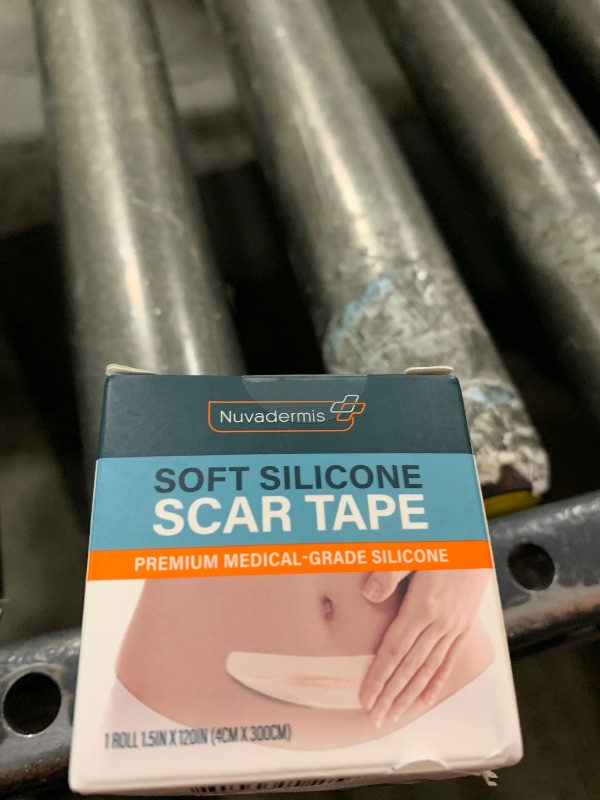 Nuvadermis
SOFT SILICONE
SCAR TAPE
PREMIUM MEDICAL-GRADE SILICONE
1 ROLL 1.5IN X 120IN (4CM X 300CM)